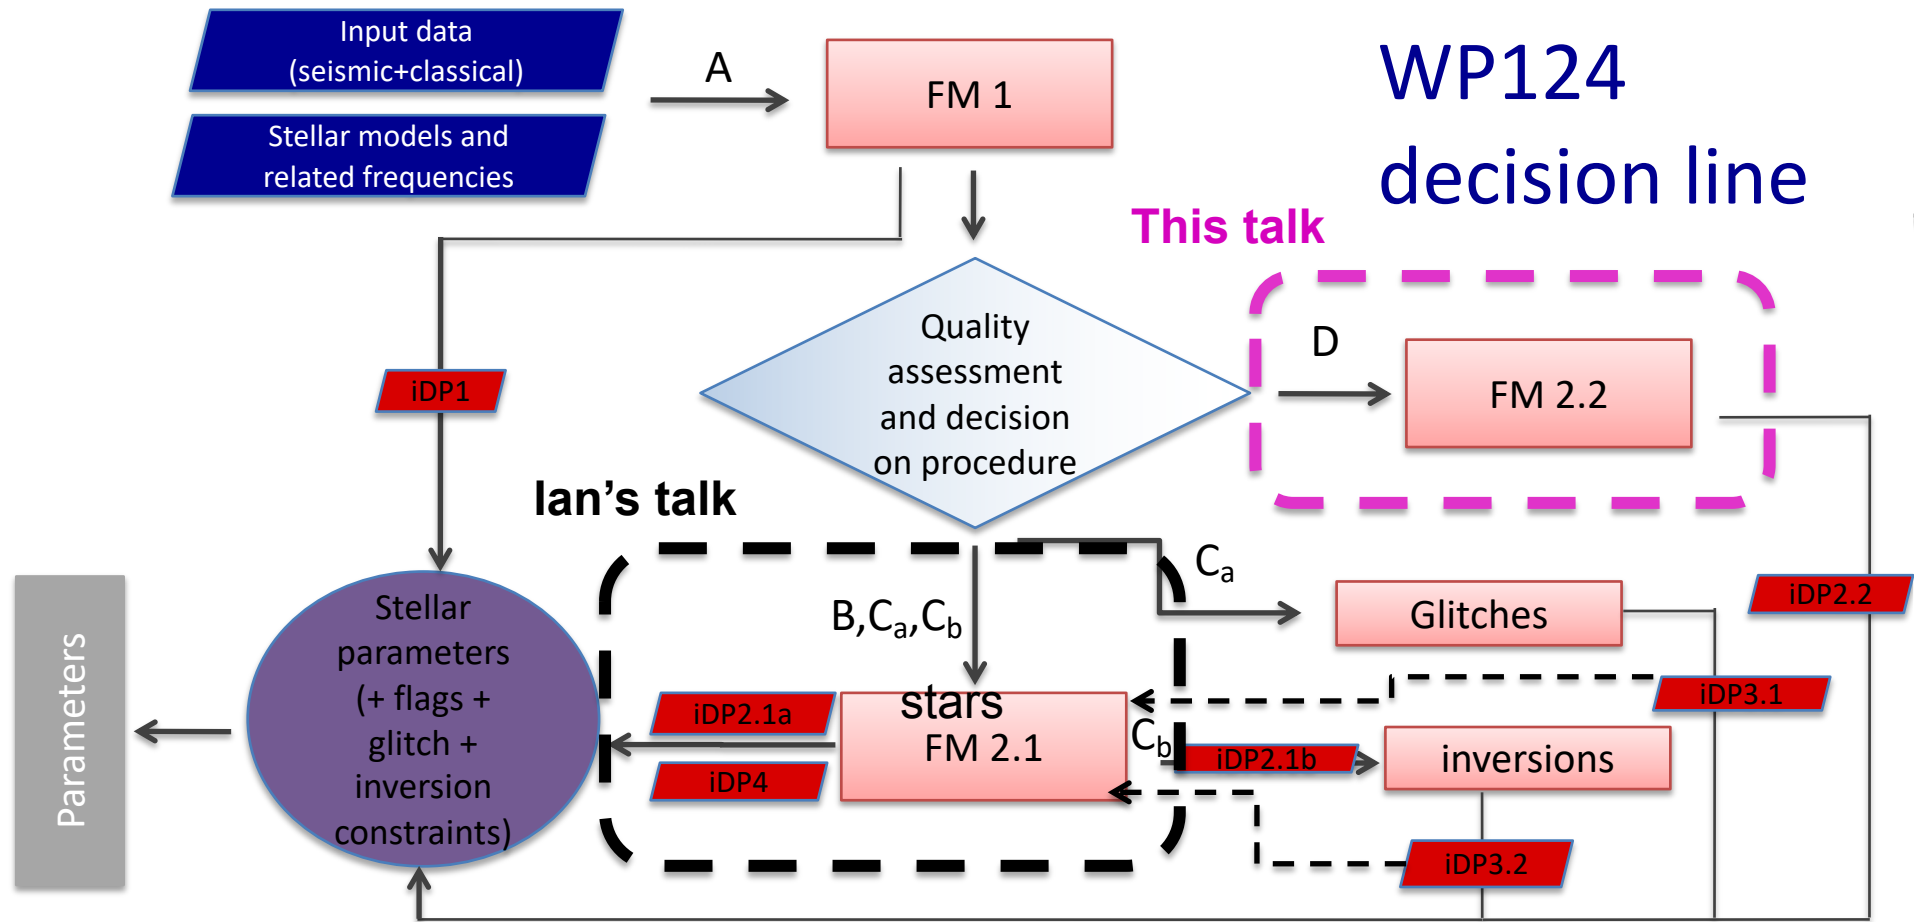 Input data
(seismic+classical)
A
FM 1
WP124
decision line
Stellar models and
related frequencies
This talk
Quality
assessment
and decision
on procedure
D
FM 2.2
iDP1
Ian's talk
Cₐ
Glitches
iDP2.2
B,Cₐ,C_b
Parameters
Stellar
parameters
(+ flags +
glitch +
inversion
constraints)
iDP2.1a
iDP4
stars
FM 2.1
C_b
iDP2.1b
iDP3.1
inversions
iDP3.2